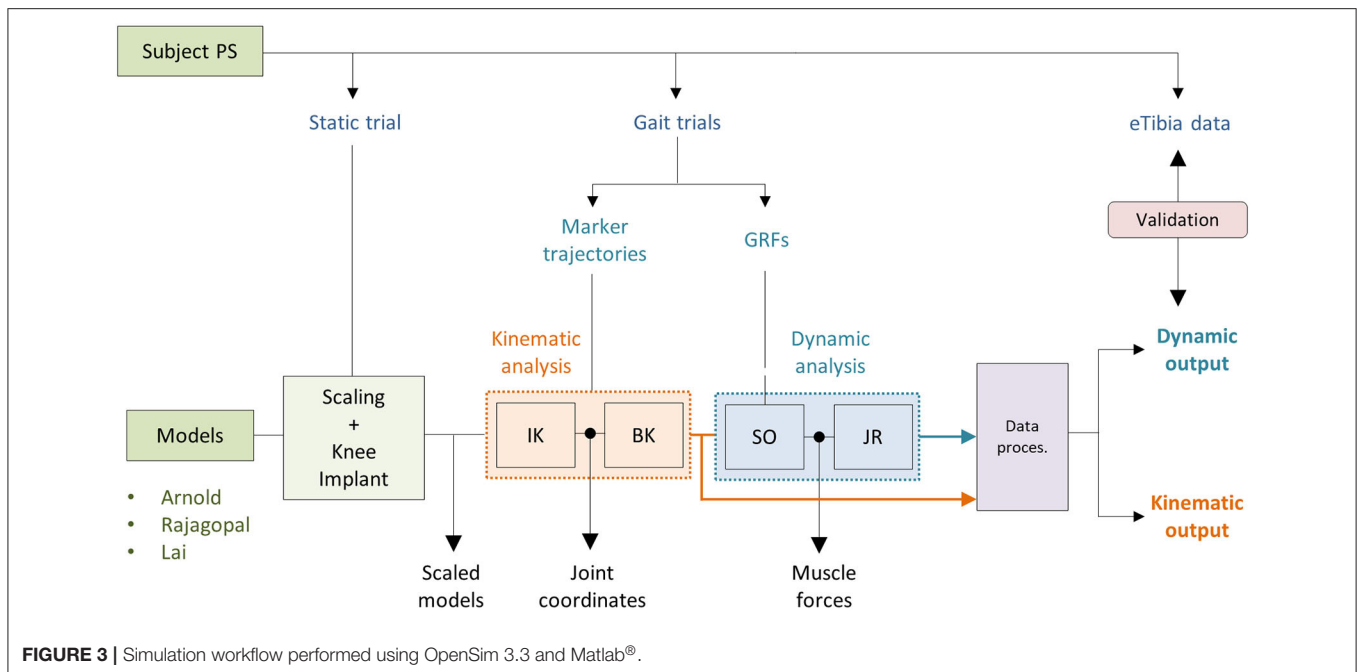 Subject PS
Static trial
Gait trials
eTibia data
Marker
trajectories
GRFs
Validation
Kinematic
analysis
Dynamic
analysis
Dynamic
output
Models
Scaling
+
Knee
Implant
IK
BK
SO
JR
Data
proces.
• Arnold
• Rajagopal
• Lai
Kinematic
output
Scaled
models
Joint
coordinates
Muscle
forces
FIGURE 3 | Simulation workflow performed using OpenSim 3.3 and Matlab®.